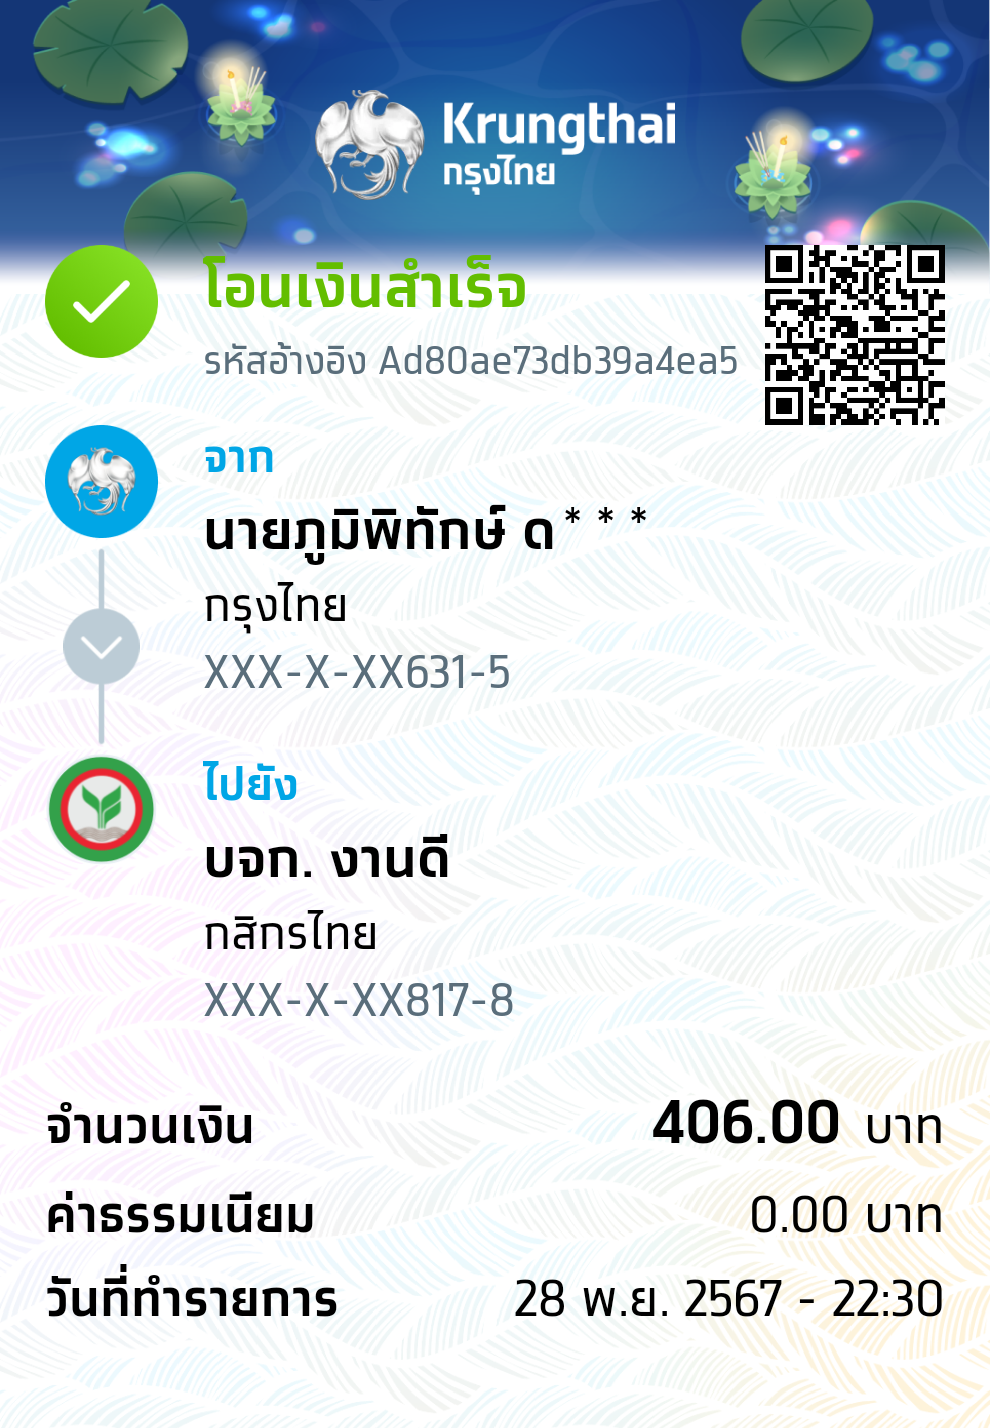 Krungthai
กรุงไทย
โอนเงินสำเร็จ
รหัสอ้างอิง Ad80ae73db39a4ea5
จาก
นายภูมิพิทักษ์ ด***
กรุงไทย
XXX-X-XX631-5
ไปยัง
บจก. งานดี
กสิกรไทย
XXX-X-XX817-8
จำนวนเงิน 406.00 บาท
ค่าธรรมเนียม 0.00 บาท
วันที่ทำรายการ 28 พ.ย. 2567 - 22:30